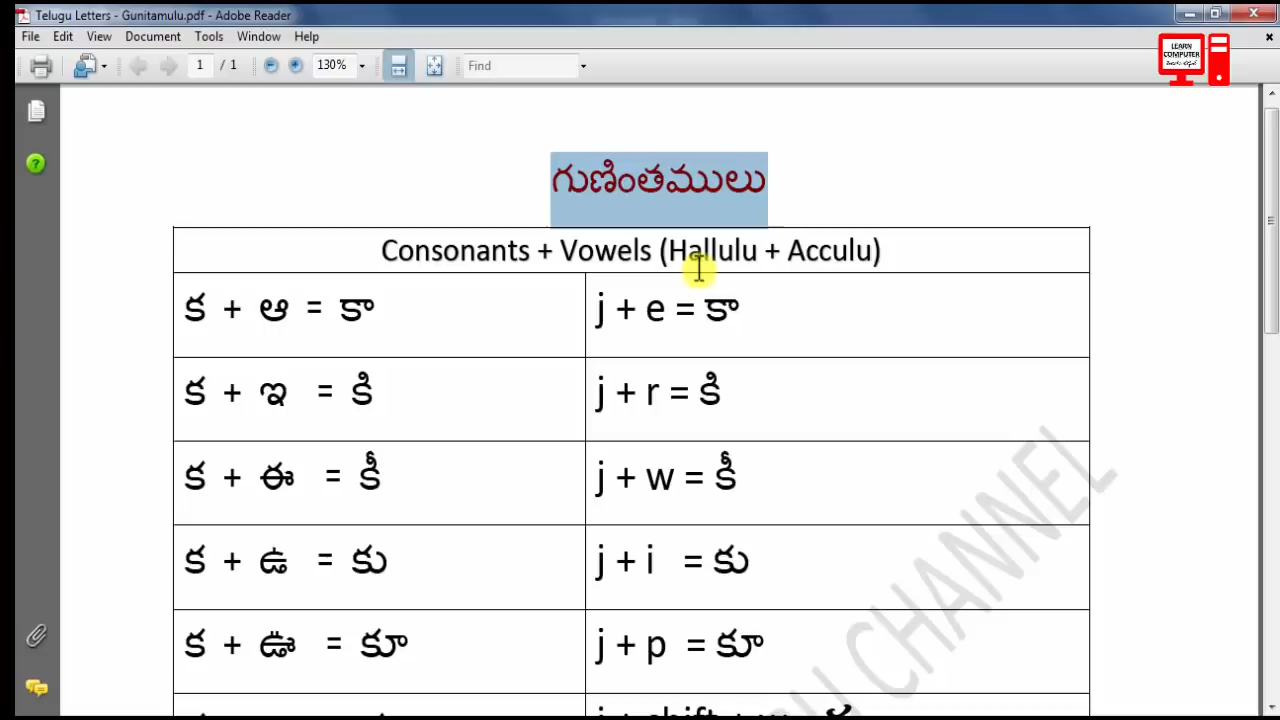 Telugu Letters - Gunitamulu.pdf - Adobe Reader
File Edit View Document Tools Window Help
1 / 1 130% Find
LEARN
COMPUTER
గుణింతములు
Consonants + Vowels (Hallulu + Acculu)
క + ఆ = కా j + e = కా
క + ఇ = కి j + r = కి
క + ఈ = కీ j + w = కీ
క + ఉ = కు j + i = కు
క + ఊ = కూ j + p = కూ
CHANNEL